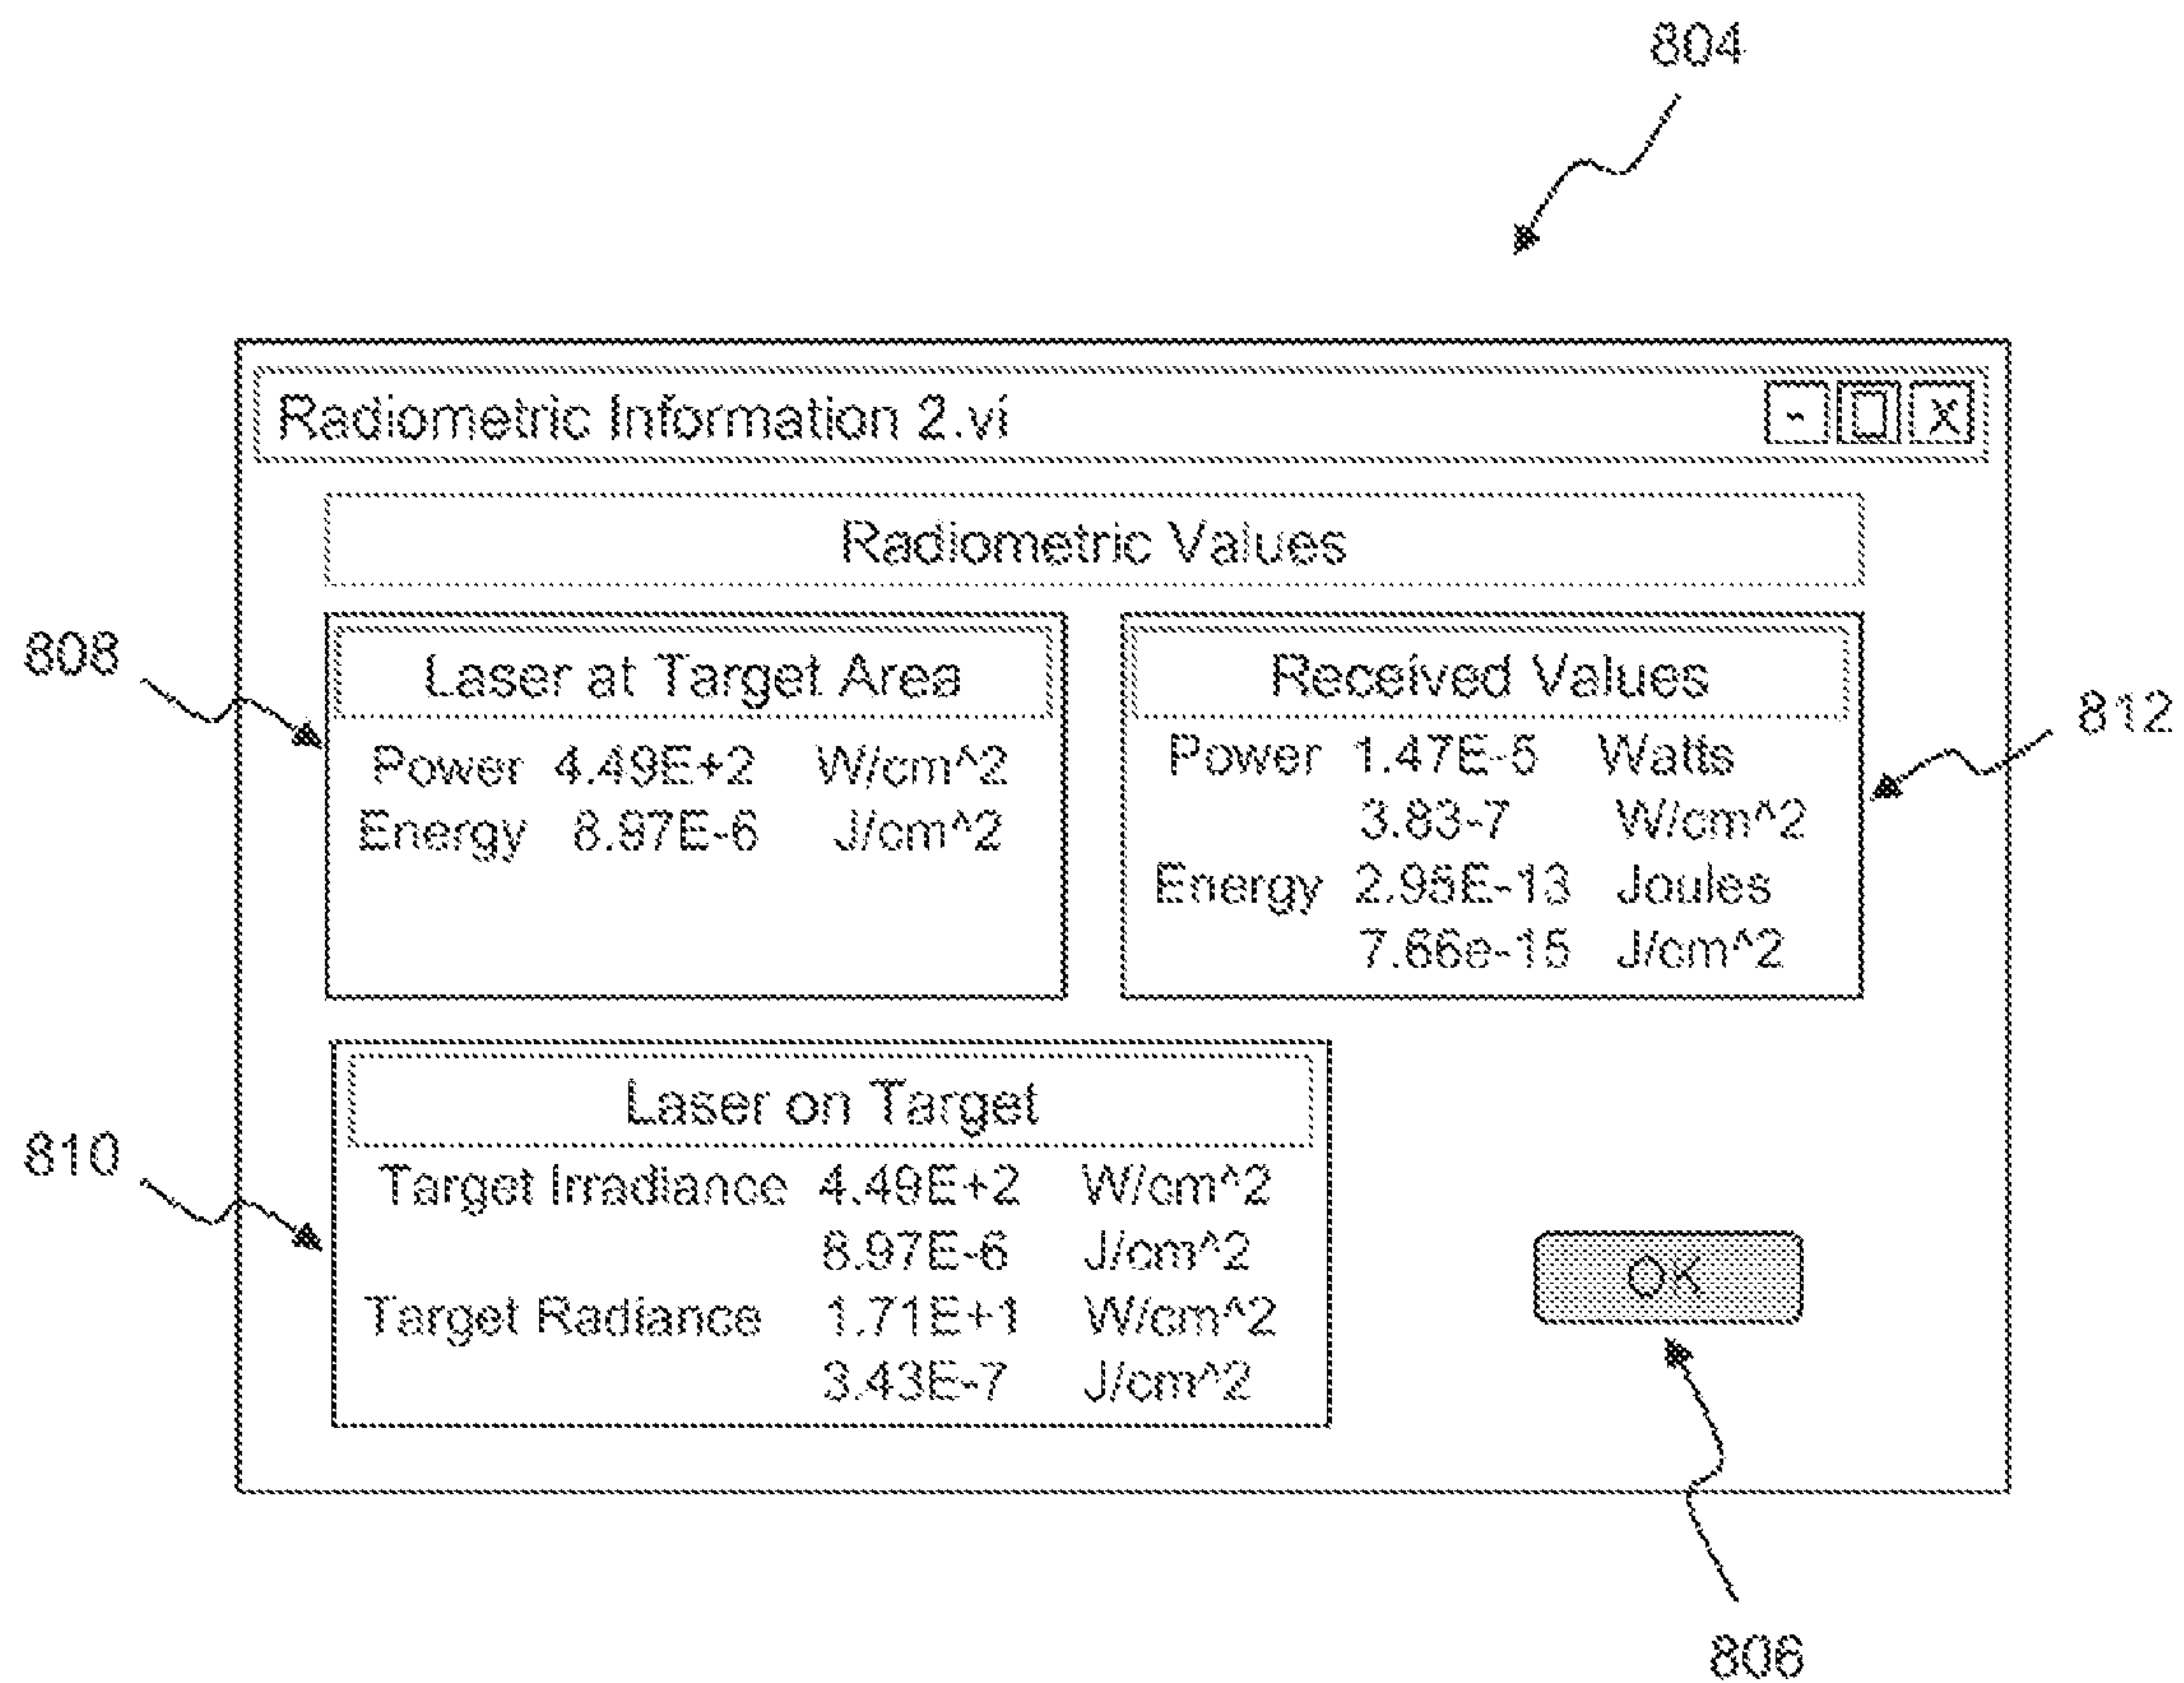 804
Radiometric Information 2.vi - X
Radiometric Values
808
Laser at Target Area
Power 4.49E+2 W/cm^2
Energy 8.97E-6 J/cm^2
Received Values
Power 1.47E-5 Watts
3.83-7 W/cm^2
Energy 2.95E-13 Joules
7.66e-15 J/cm^2
812
810
Laser on Target
Target Irradiance 4.49E+2 W/cm^2
8.97E-6 J/cm^2
Target Radiance 1.71E+1 W/cm^2
3.43E-7 J/cm^2
OK
806